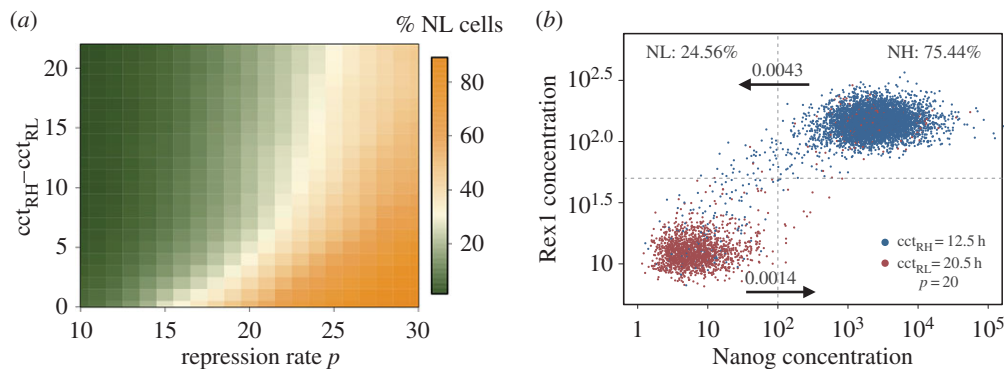 (a)
% NL cells
20
15
10
5
0
cct_RH−cct_RL
10 15 20 25 30
repression rate p
80
60
40
20
(b)
NL: 24.56% NH: 75.44%
0.0043
10^2.5
10^2.0
10^1.5
10
Rex1 concentration
cct_RH = 12.5 h
cct_RL = 20.5 h
p = 20
0.0014
1 10 10^2 10^3 10^4 10^5
Nanog concentration